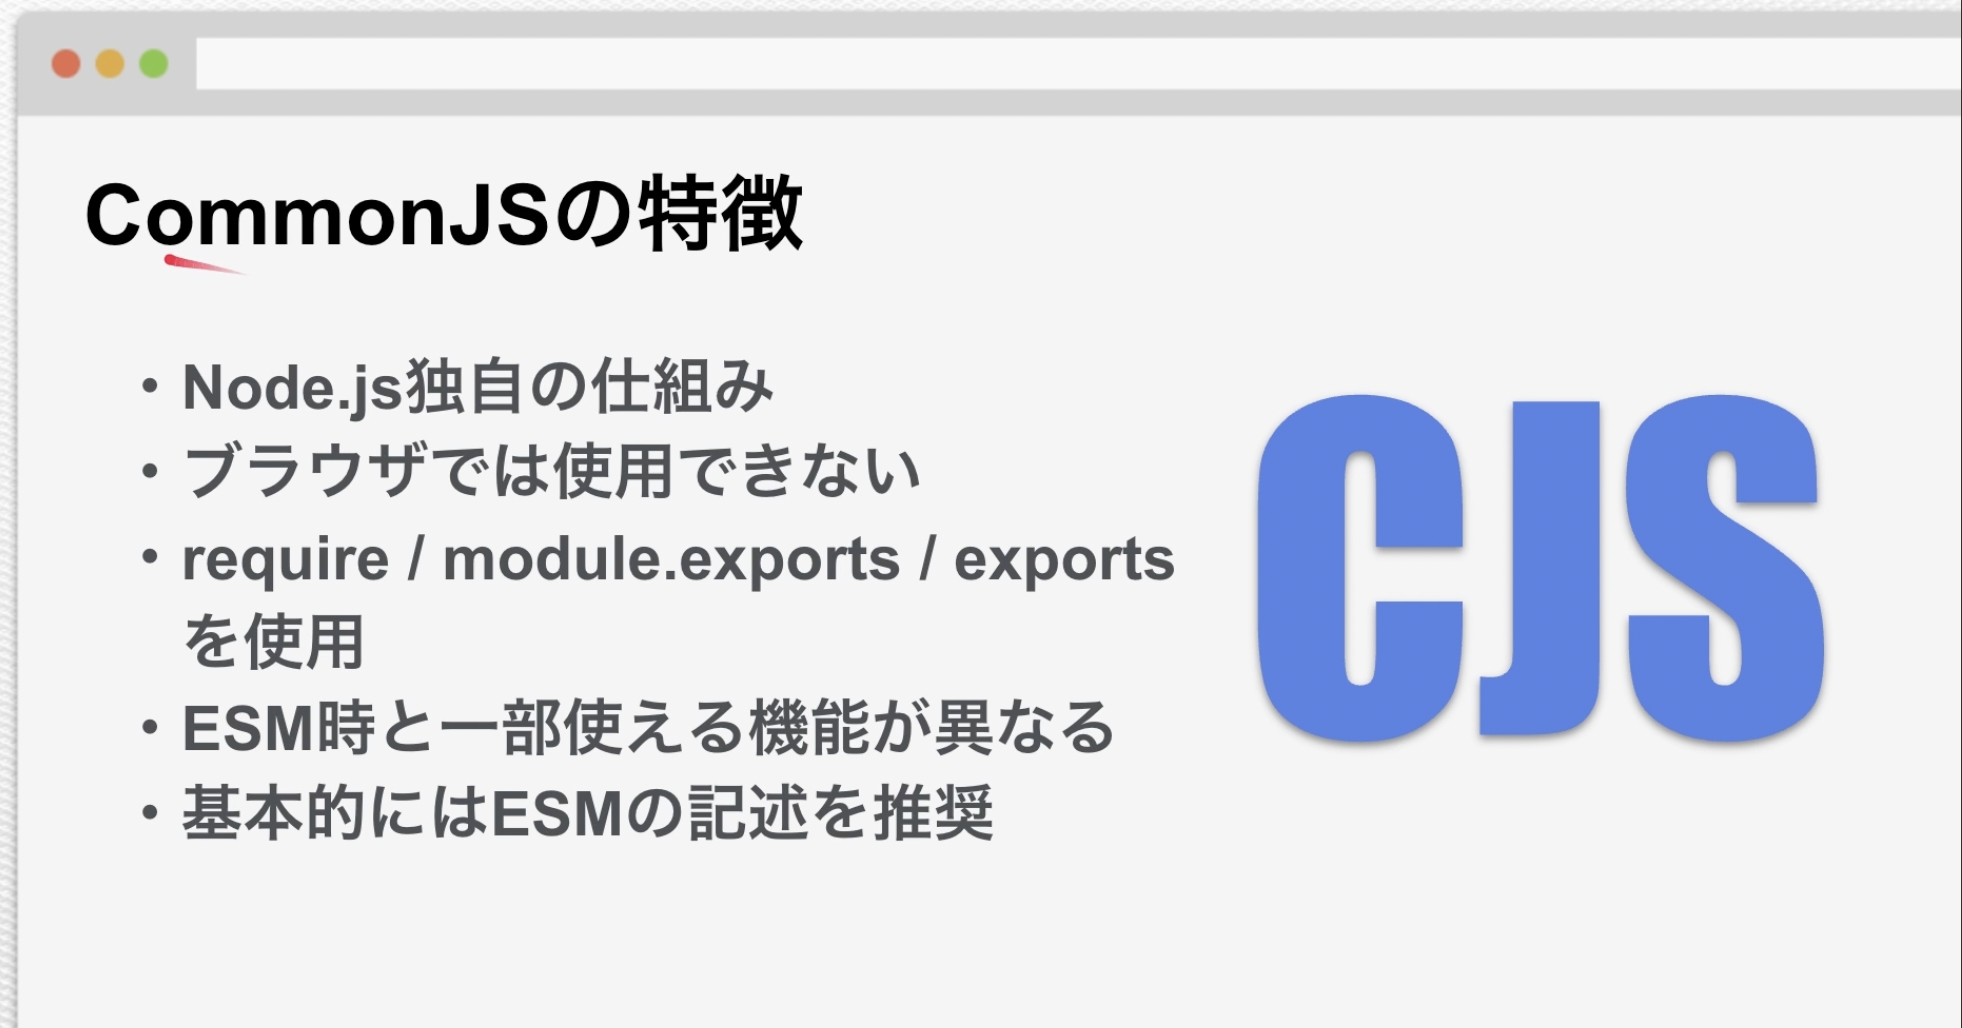 CommonJSの特徴
・Node.js独自の仕組み
・ブラウザでは使用できない
・require / module.exports / exports
を使用
・ESM時と一部使える機能が異なる
・基本的にはESMの記述を推奨
CJS